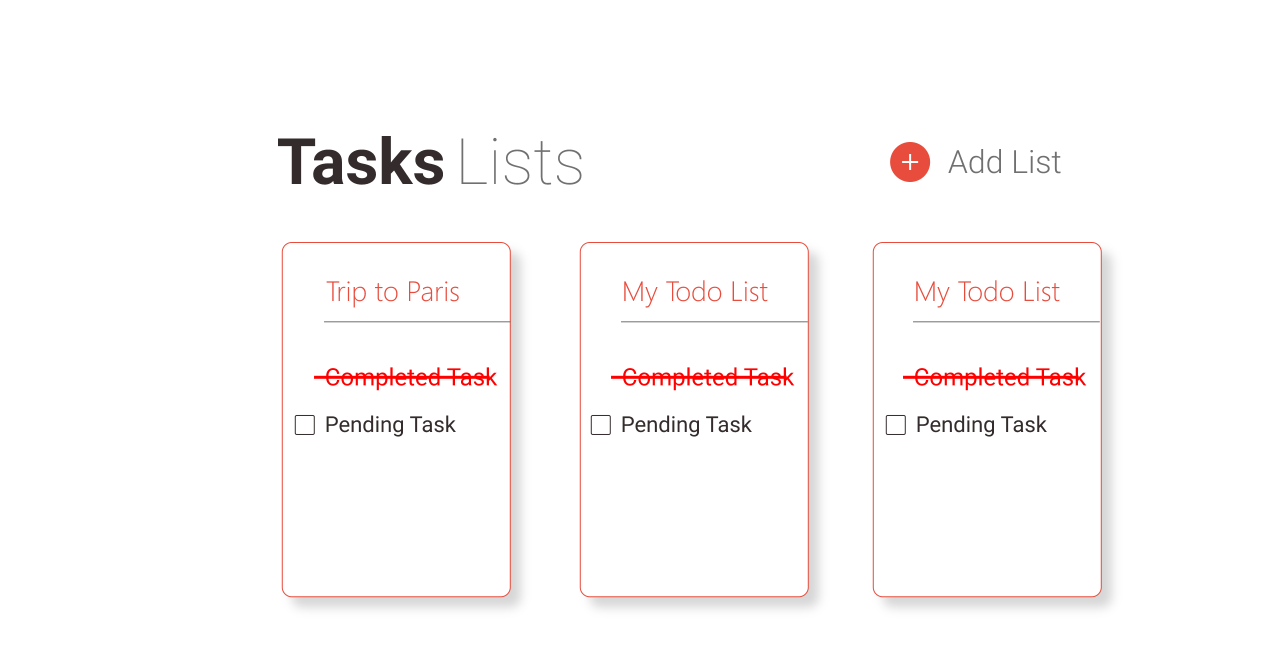 Tasks Lists
Add List
Trip to Paris
Completed Task
Pending Task
My Todo List
Completed Task
Pending Task
My Todo List
Completed Task
Pending Task